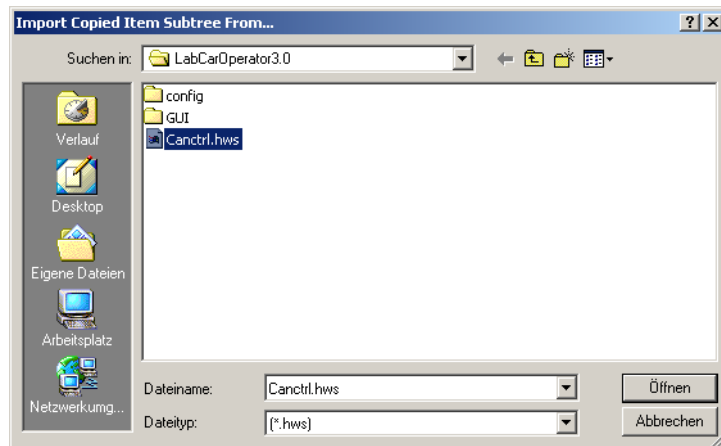 Import Copied Item Subtree From...
Suchen in:
LabCarOperator3.0
Verlauf
Desktop
Eigene Dateien
Arbeitsplatz
Netzwerkumg...
config
GUI
Canctrl.hws
Dateiname:
Canctrl.hws
Öffnen
Dateityp:
(*.hws)
Abbrechen